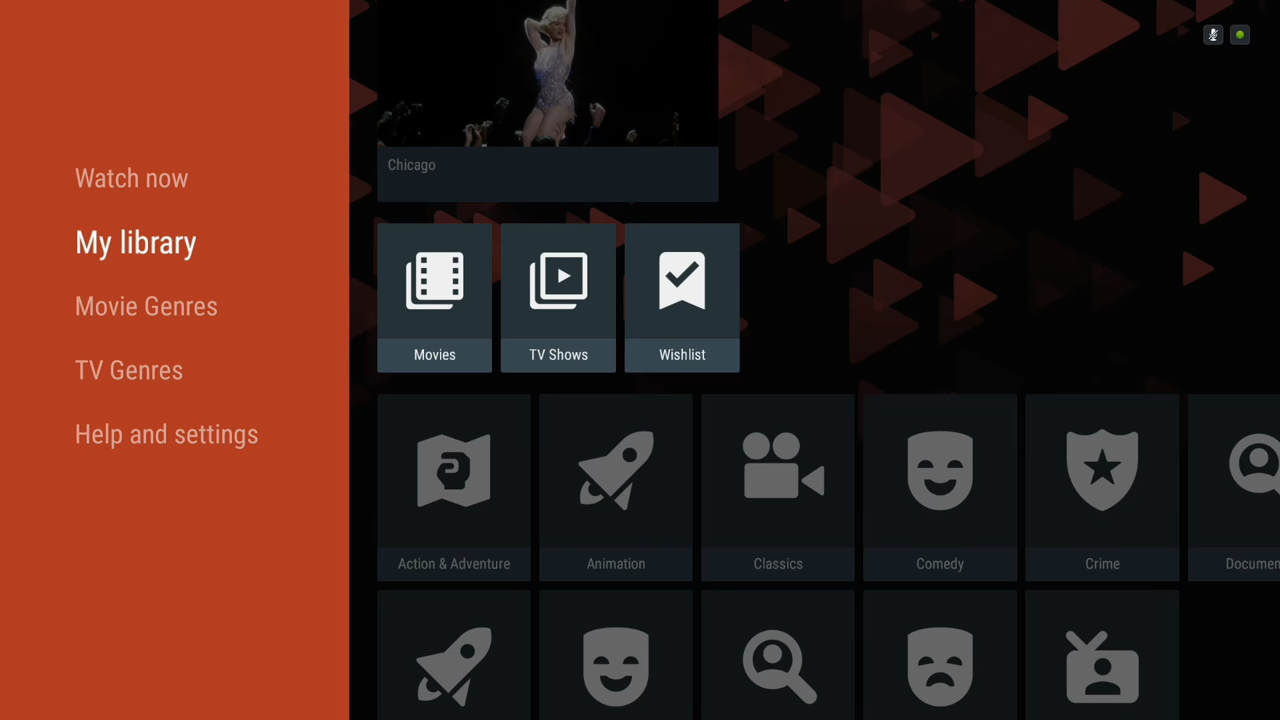 Watch now
My library
Movie Genres
TV Genres
Help and settings
Chicago
Movies
TV Shows
Wishlist
Action & Adventure
Animation
Classics
Comedy
Crime
Documen